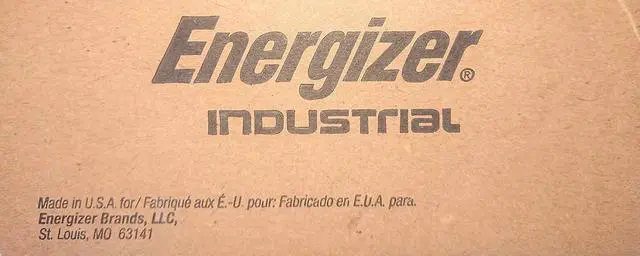 Energizer®
INDUSTrIaL
Made in U.S.A. for/ Fabriqué aux É.-U. pour: Fabricado en E.U.A. para.
Energizer Brands, LLC,
St. Louis, MO 63141